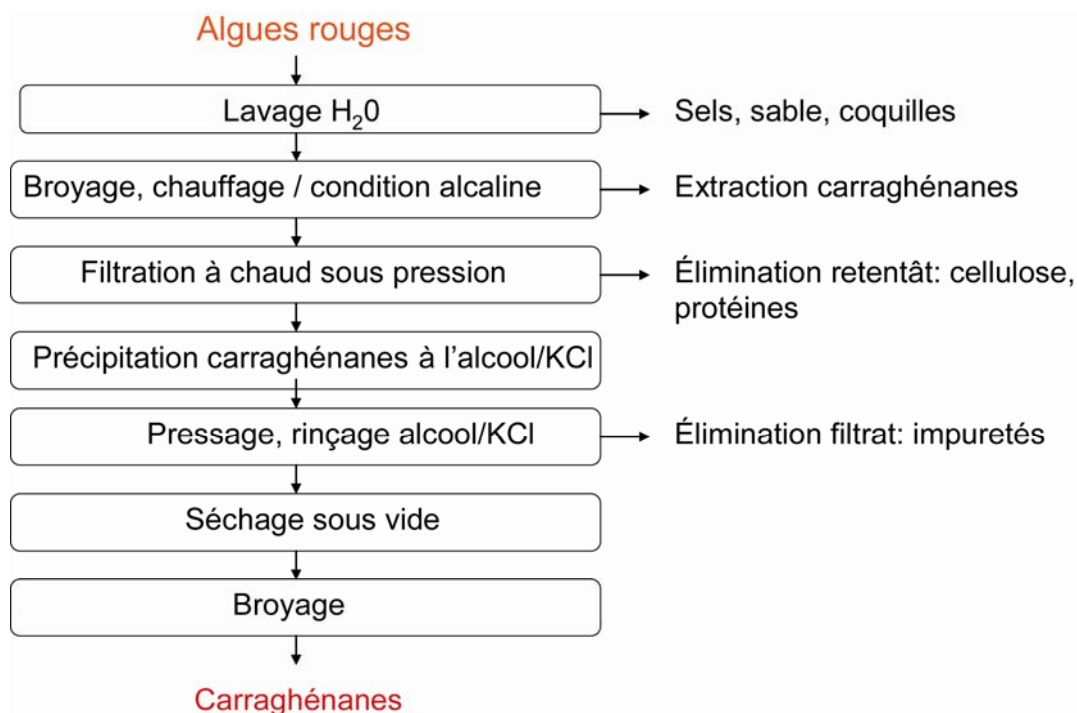 Algues rouges
Lavage H₂0
Sels, sable, coquilles
Broyage, chauffage / condition alcaline
Extraction carraghénanes
Filtration à chaud sous pression
Élimination retentât: cellulose,
protéines
Précipitation carraghénanes à l'alcool/KCl
Pressage, rinçage alcool/KCl
Élimination filtrat: impuretés
Séchage sous vide
Broyage
Carraghénanes